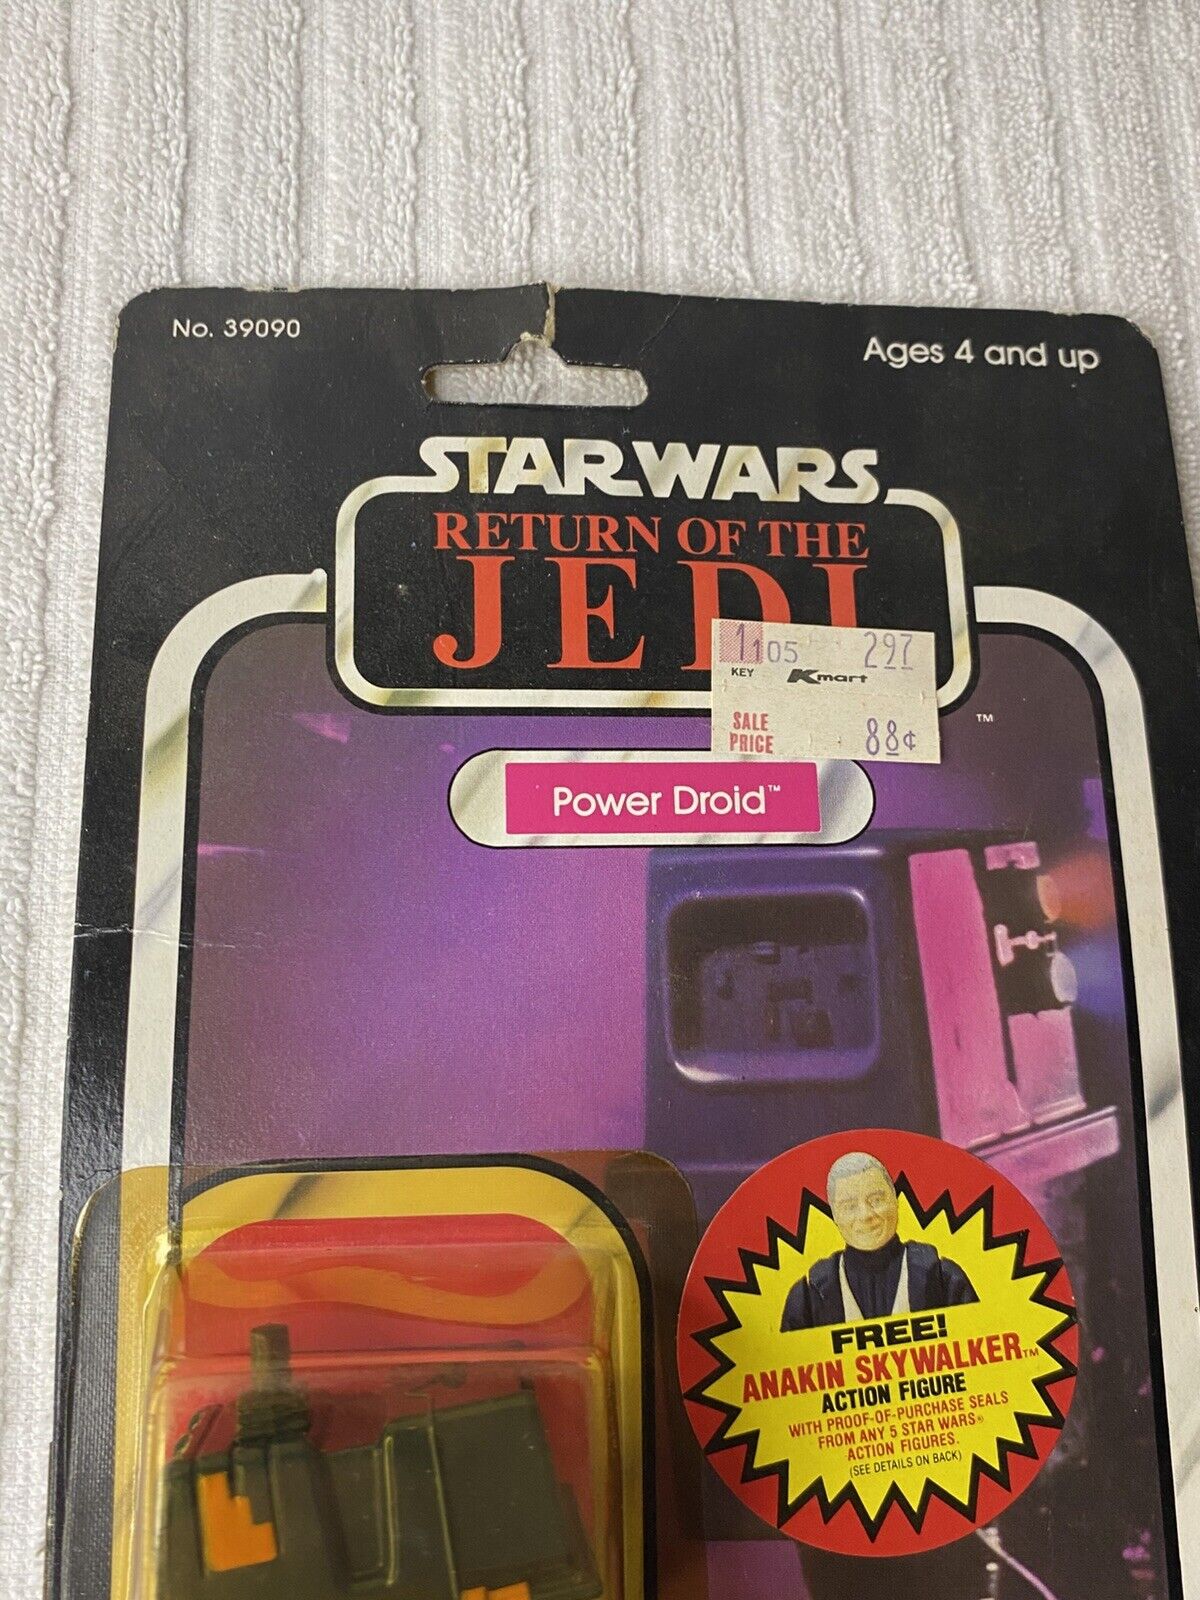 No. 39090
Ages 4 and up
STAR WARS
RETURN OF THE
JEDI
1105 297
KEY Kmart
SALE
PRICE 88¢
™
Power Droid™
FREE!
ANAKIN SKYWALKER™
ACTION FIGURE
WITH PROOF-OF-PURCHASE SEALS
FROM ANY 5 STAR WARS®
ACTION FIGURES.
(SEE DETAILS ON BACK)